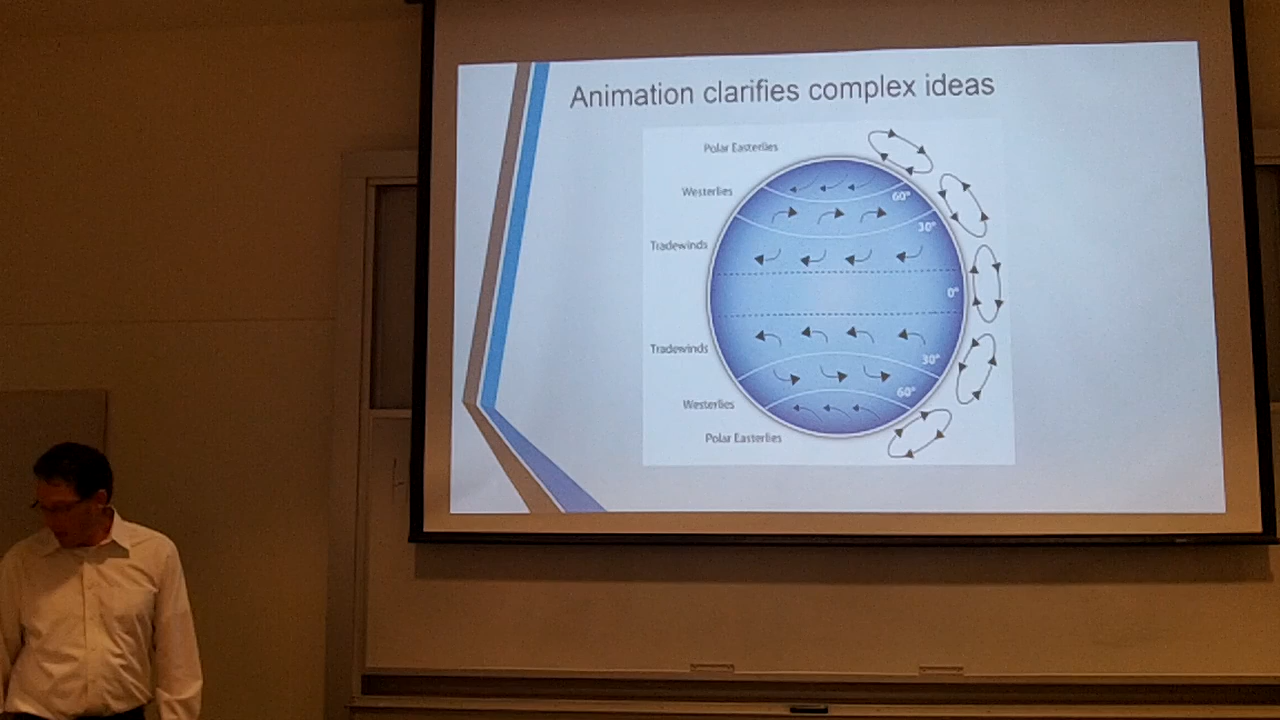 Animation clarifies complex ideas
Polar Easterlies
Westerlies
60°
30°
Tradewinds
0°
Tradewinds
30°
60°
Westerlies
Polar Easterlies